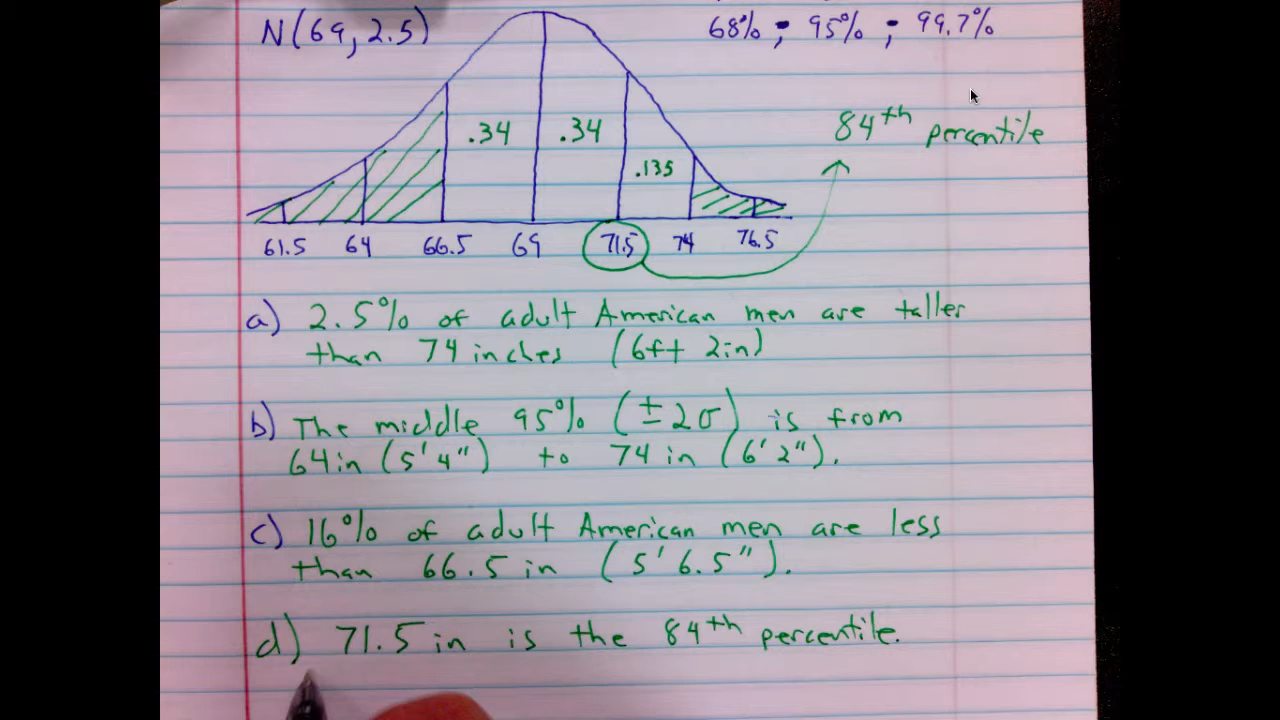 N(69, 2.5)
68% ; 95% ; 99.7%
84th percentile
.34 .34 .135
61.5 64 66.5 69 71.5 74 76.5
a) 2.5% of adult American men are taller
than 74 inches (6ft 2in)
b) The middle 95% (±2σ) is from
64in (5'4") to 74 in (6'2").
c) 16% of adult American men are less
than 66.5 in (5'6.5").
d) 71.5 in is the 84th percentile.